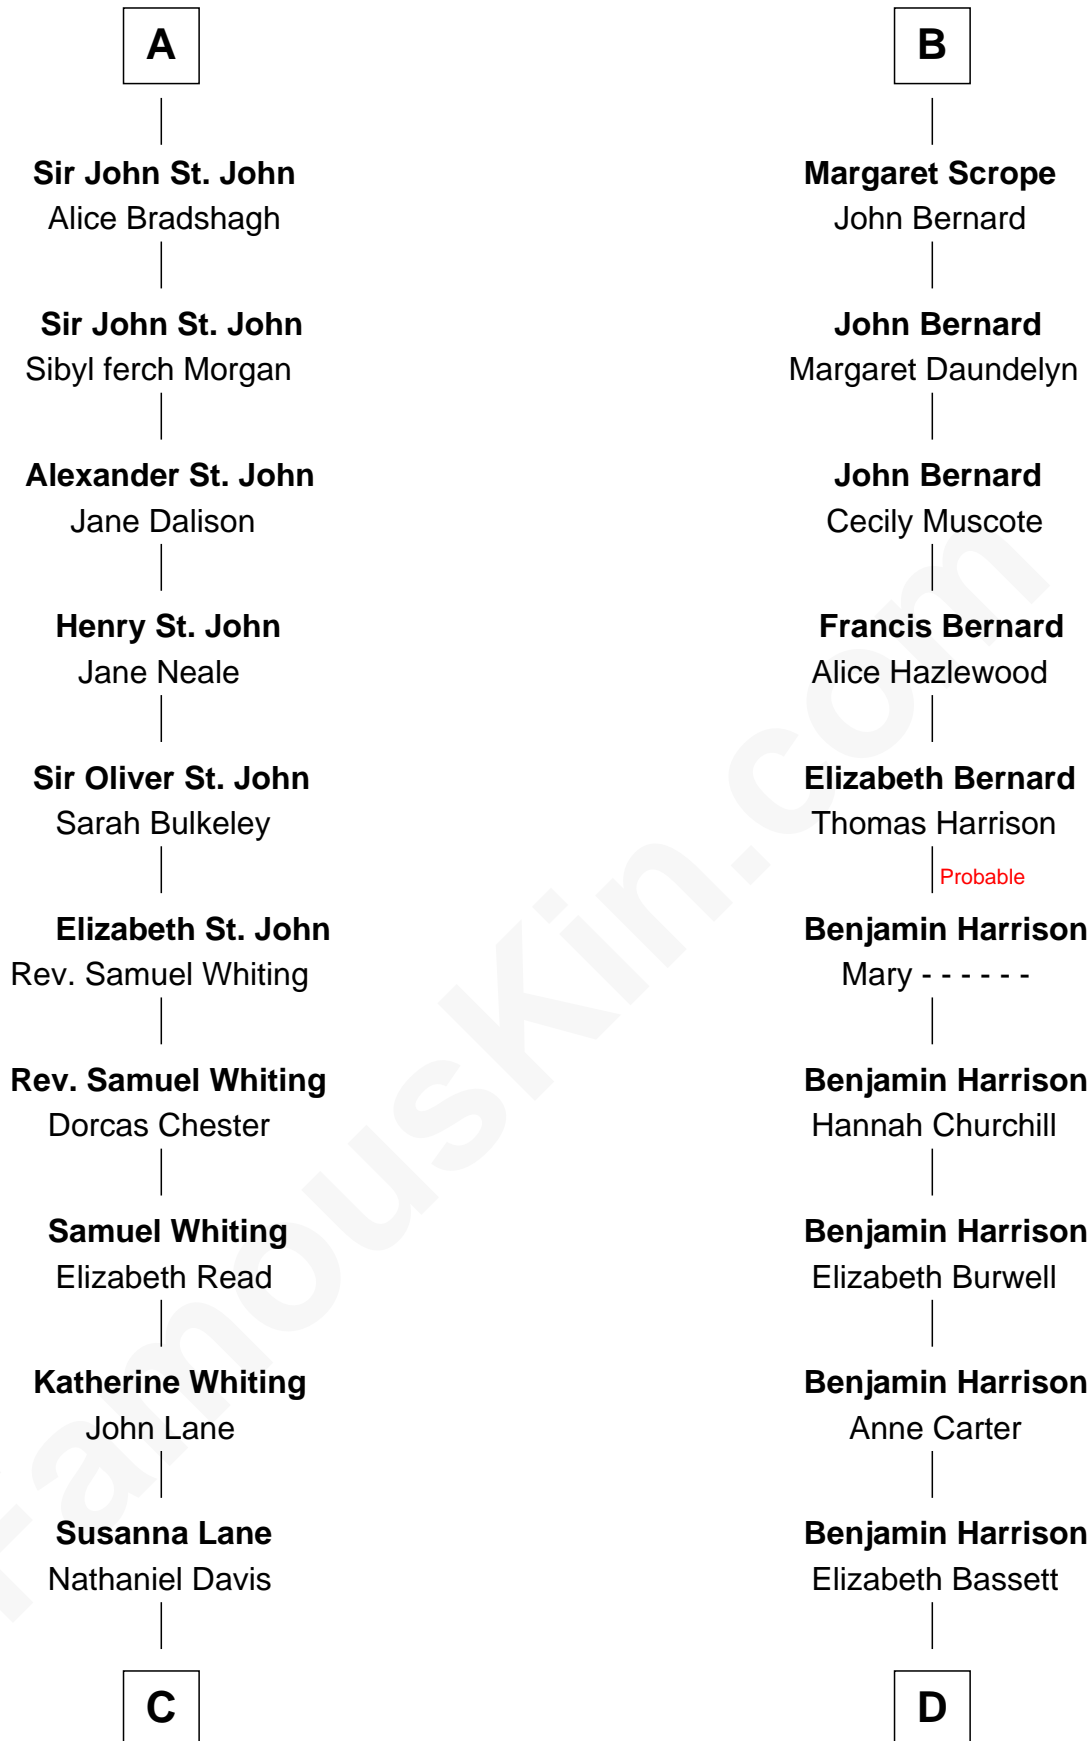 A
Sir John St. John
Alice Bradshagh
Sir John St. John
Sibyl ferch Morgan
Alexander St. John
Jane Dalison
Henry St. John
Jane Neale
Sir Oliver St. John
Sarah Bulkeley
Elizabeth St. John
Rev. Samuel Whiting
Rev. Samuel Whiting
Dorcas Chester
Samuel Whiting
Elizabeth Read
Katherine Whiting
John Lane
Susanna Lane
Nathaniel Davis
C
B
Margaret Scrope
John Bernard
John Bernard
Margaret Daundelyn
John Bernard
Cecily Muscote
Francis Bernard
Alice Hazlewood
Elizabeth Bernard
Thomas Harrison
Probable
Benjamin Harrison
Mary - - - - - -
Benjamin Harrison
Hannah Churchill
Benjamin Harrison
Elizabeth Burwell
Benjamin Harrison
Anne Carter
Benjamin Harrison
Elizabeth Bassett
D
FamousKin.com